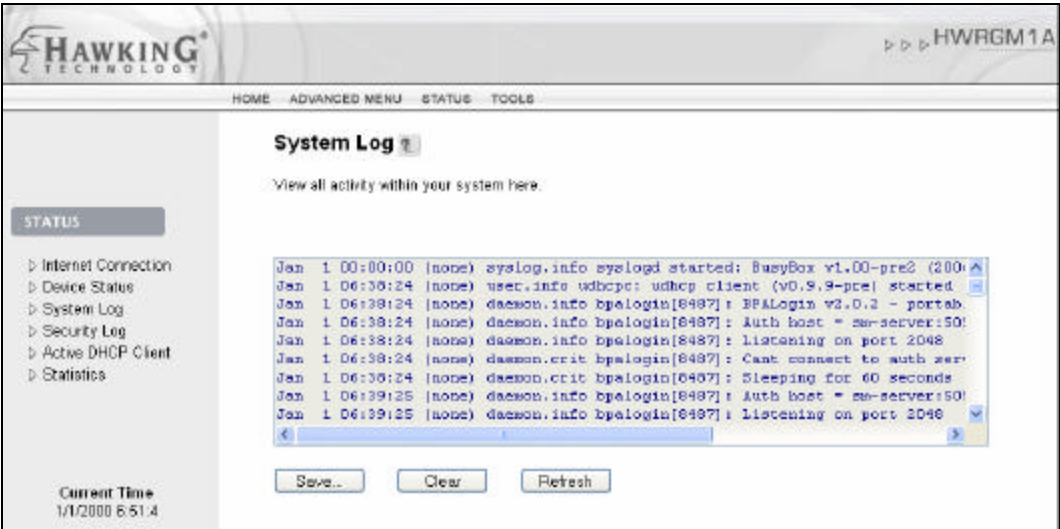 HAWKING
TECHNOLOGY
HWRGM1A
HOME ADVANCED MENU STATUS TOOLS
System Log ?
View all activity within your system here.
STATUS
Internet Connection
Device Status
System Log
Security Log
Active DHCP Client
Statistics
Jan 1 00:00:00 (none) syslog.info syslogd started: BusyBox v1.00-pre2 (200
Jan 1 06:38:24 (none) user.info udhcpc: udhcp client (v0.9.9-pre) started
Jan 1 06:38:24 (none) daemon.info bpalogin[8487]: BPALogin v2.0.2 - portab
Jan 1 06:38:24 (none) daemon.info bpalogin[8487]: Auth host = sm-server:505
Jan 1 06:38:24 (none) daemon.info bpalogin[8487]: Listening on port 2048
Jan 1 06:38:24 (none) daemon.crit bpalogin[8487]: Cant connect to auth ser
Jan 1 06:38:24 (none) daemon.crit bpalogin[8487]: Sleeping for 60 seconds
Jan 1 06:39:25 (none) daemon.info bpalogin[8487]: Auth host = sm-server:505
Jan 1 06:39:25 (none) daemon.info bpalogin[8487]: Listening on port 2048
Save... Clear Refresh
Current Time
1/1/2000 6:51:4